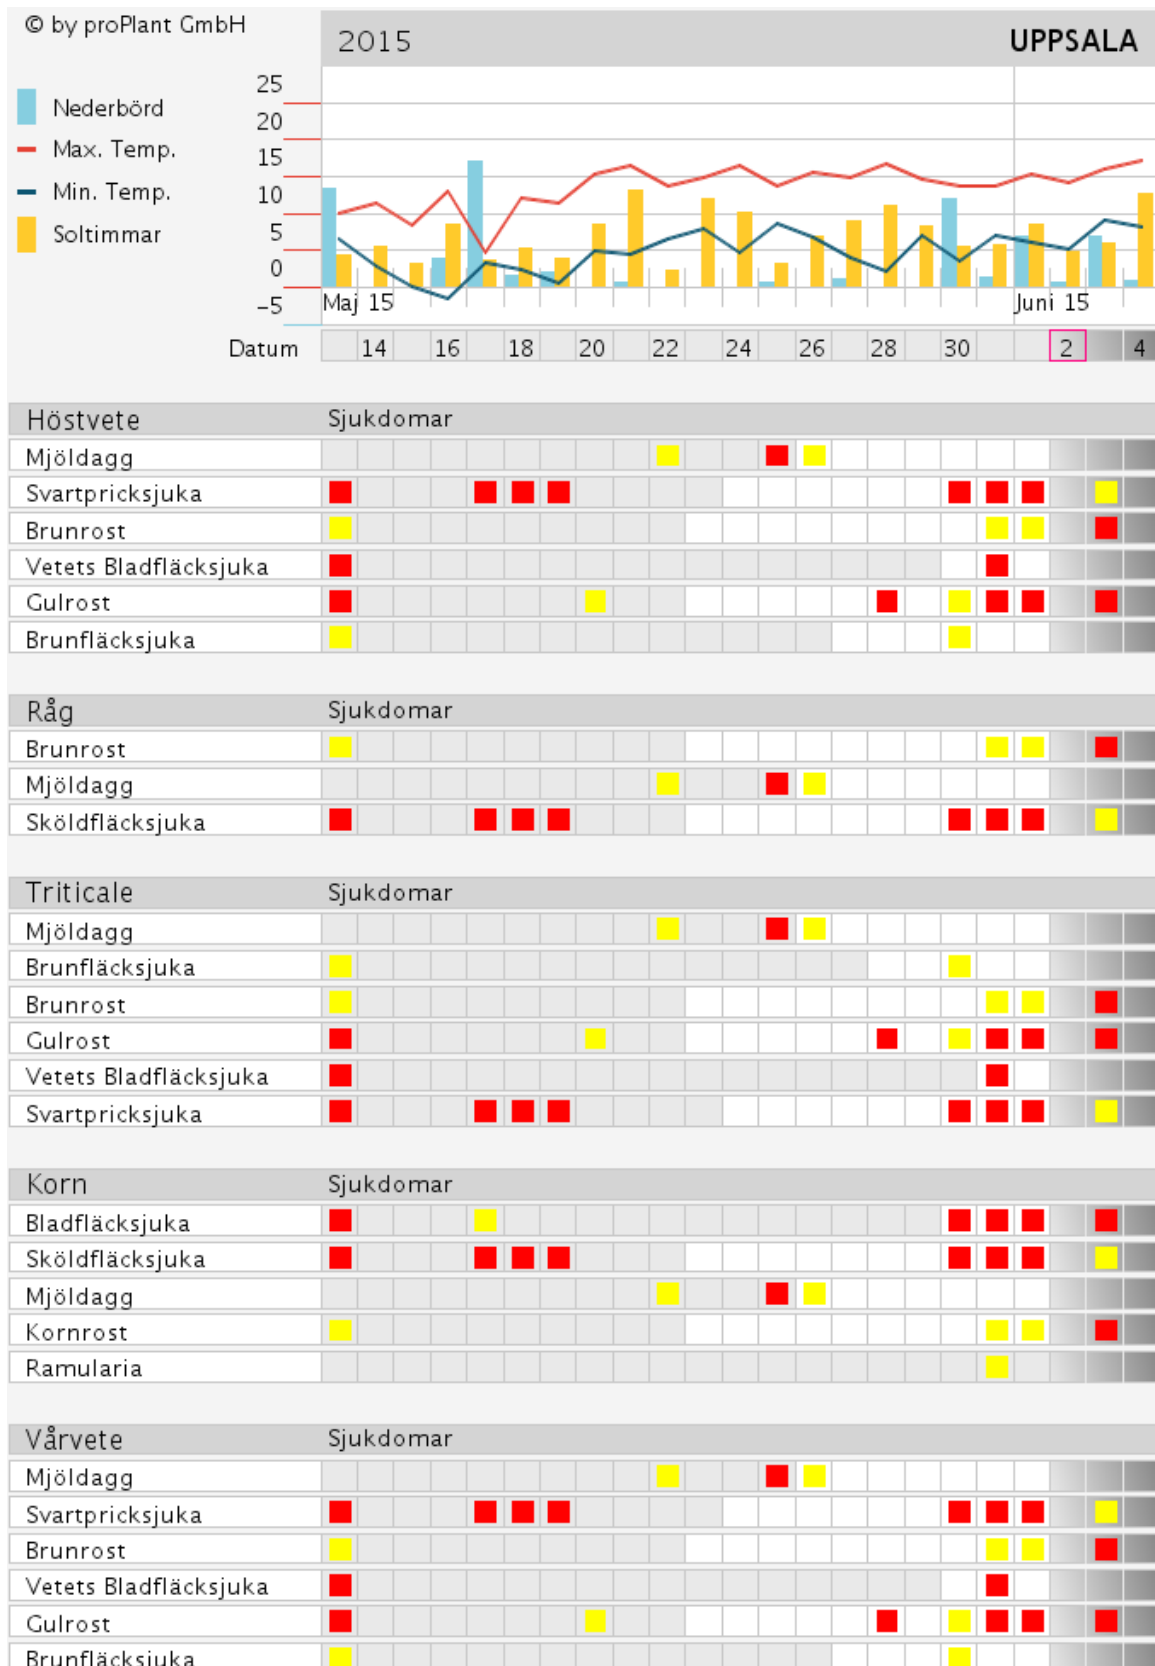 © by proPlant GmbH
2015 UPPSALA
Nederbörd
Max. Temp.
Min. Temp.
Soltimmar
25
20
15
10
5
0
-5
Maj 15 Juni 15
Datum 14 16 18 20 22 24 26 28 30 2 4
Höstvete Sjukdomar
Mjöldagg
Svartpricksjuka
Brunrost
Vetets Bladfläcksjuka
Gulrost
Brunfläcksjuka
Råg Sjukdomar
Brunrost
Mjöldagg
Sköldfläcksjuka
Triticale Sjukdomar
Mjöldagg
Brunfläcksjuka
Brunrost
Gulrost
Vetets Bladfläcksjuka
Svartpricksjuka
Korn Sjukdomar
Bladfläcksjuka
Sköldfläcksjuka
Mjöldagg
Kornrost
Ramularia
Vårvete Sjukdomar
Mjöldagg
Svartpricksjuka
Brunrost
Vetets Bladfläcksjuka
Gulrost
Brunfläcksjuka